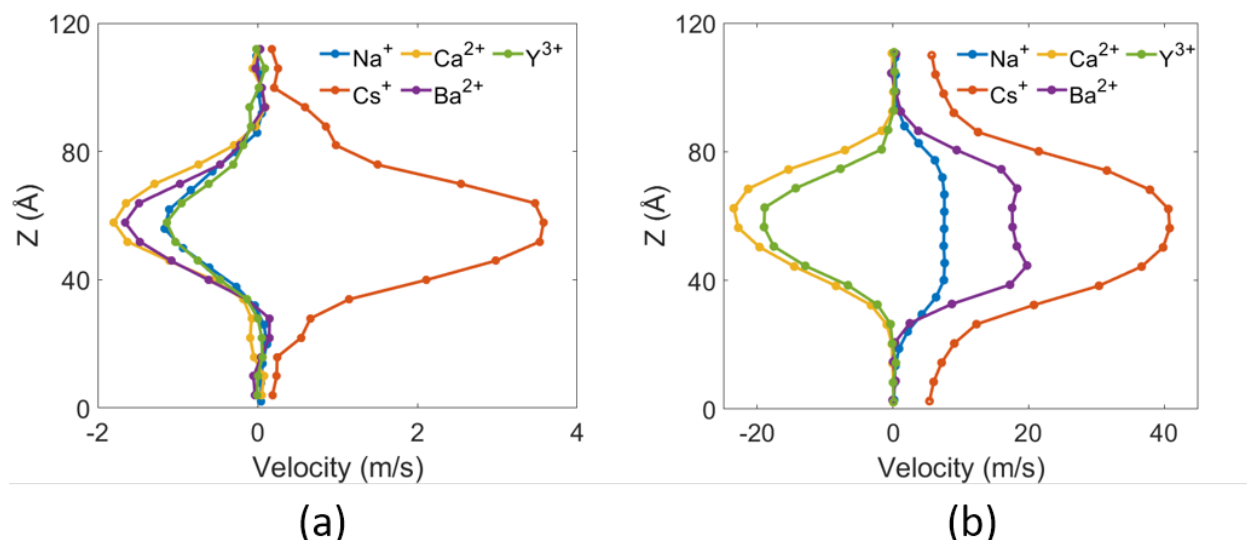 120
80
40
0
Z (Å)
Na⁺ Ca²⁺ Y³⁺
Cs⁺ Ba²⁺
-2 0 2 4
Velocity (m/s)
(a)
120
80
40
0
Z (Å)
Na⁺ Ca²⁺ Y³⁺
Cs⁺ Ba²⁺
-20 0 20 40
Velocity (m/s)
(b)